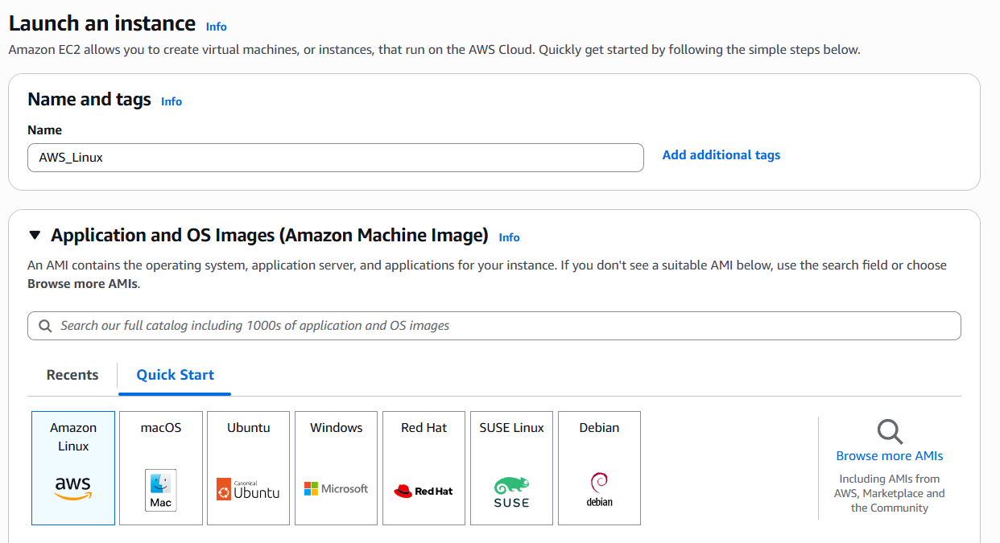 Launch an instance Info
Amazon EC2 allows you to create virtual machines, or instances, that run on the AWS Cloud. Quickly get started by following the simple steps below.
Name and tags Info
Name
AWS_Linux
Add additional tags
Application and OS Images (Amazon Machine Image) Info
An AMI contains the operating system, application server, and applications for your instance. If you don't see a suitable AMI below, use the search field or choose
Browse more AMIs.
Search our full catalog including 1000s of application and OS images
Recents
Quick Start
Amazon
Linux
aws
macOS
Mac
Ubuntu
Canonical
Ubuntu
Windows
Microsoft
Red Hat
Red Hat
SUSE Linux
SUSE
Debian
debian
Browse more AMIs
Including AMIs from
AWS, Marketplace and
the Community